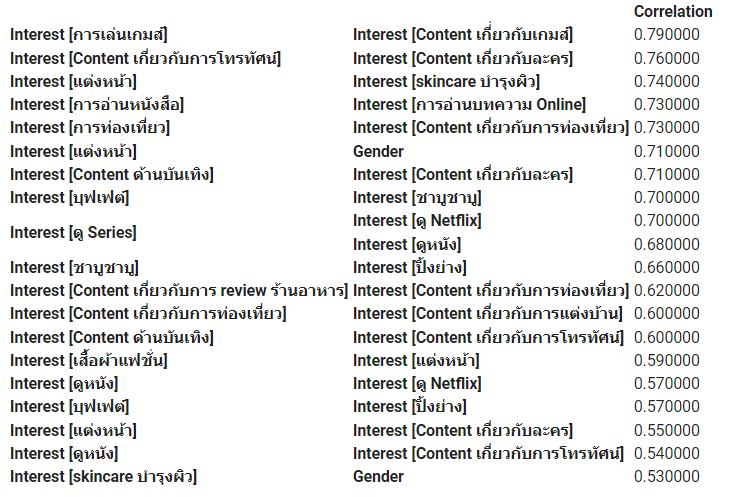 Correlation
Interest [การเล่นเกมส์] Interest [Content เกี่ยวกับเกมส์] 0.790000
Interest [Content เกี่ยวกับการโทรทัศน์] Interest [Content เกี่ยวกับละคร] 0.760000
Interest [แต่งหน้า] Interest [skincare บำรุงผิว] 0.740000
Interest [การอ่านหนังสือ] Interest [การอ่านบทความ Online] 0.730000
Interest [การท่องเที่ยว] Interest [Content เกี่ยวกับการท่องเที่ยว] 0.730000
Interest [แต่งหน้า] Gender 0.710000
Interest [Content ด้านบันเทิง] Interest [Content เกี่ยวกับละคร] 0.710000
Interest [บุฟเฟต์] Interest [ชาบูชาบู] 0.700000
Interest [ดู Series] Interest [ดู Netflix] 0.700000
Interest [ดูหนัง] 0.680000
Interest [ชาบูชาบู] Interest [ปิ้งย่าง] 0.660000
Interest [Content เกี่ยวกับการ review ร้านอาหาร] Interest [Content เกี่ยวกับการท่องเที่ยว] 0.620000
Interest [Content เกี่ยวกับการท่องเที่ยว] Interest [Content เกี่ยวกับการแต่งบ้าน] 0.600000
Interest [Content ด้านบันเทิง] Interest [Content เกี่ยวกับการโทรทัศน์] 0.600000
Interest [เสื้อผ้าแฟชั่น] Interest [แต่งหน้า] 0.590000
Interest [ดูหนัง] Interest [ดู Netflix] 0.570000
Interest [บุฟเฟต์] Interest [ปิ้งย่าง] 0.570000
Interest [แต่งหน้า] Interest [Content เกี่ยวกับละคร] 0.550000
Interest [ดูหนัง] Interest [Content เกี่ยวกับการโทรทัศน์] 0.540000
Interest [skincare บำรุงผิว] Gender 0.530000